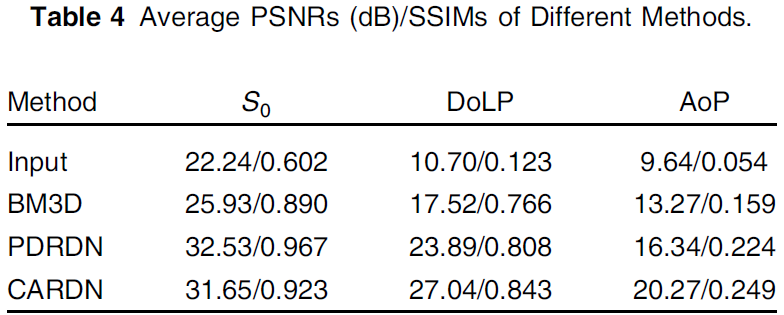 Table 4 Average PSNRs (dB)/SSIMs of Different Methods.
Method S0 DoLP AoP
Input 22.24/0.602 10.70/0.123 9.64/0.054
BM3D 25.93/0.890 17.52/0.766 13.27/0.159
PDRDN 32.53/0.967 23.89/0.808 16.34/0.224
CARDN 31.65/0.923 27.04/0.843 20.27/0.249